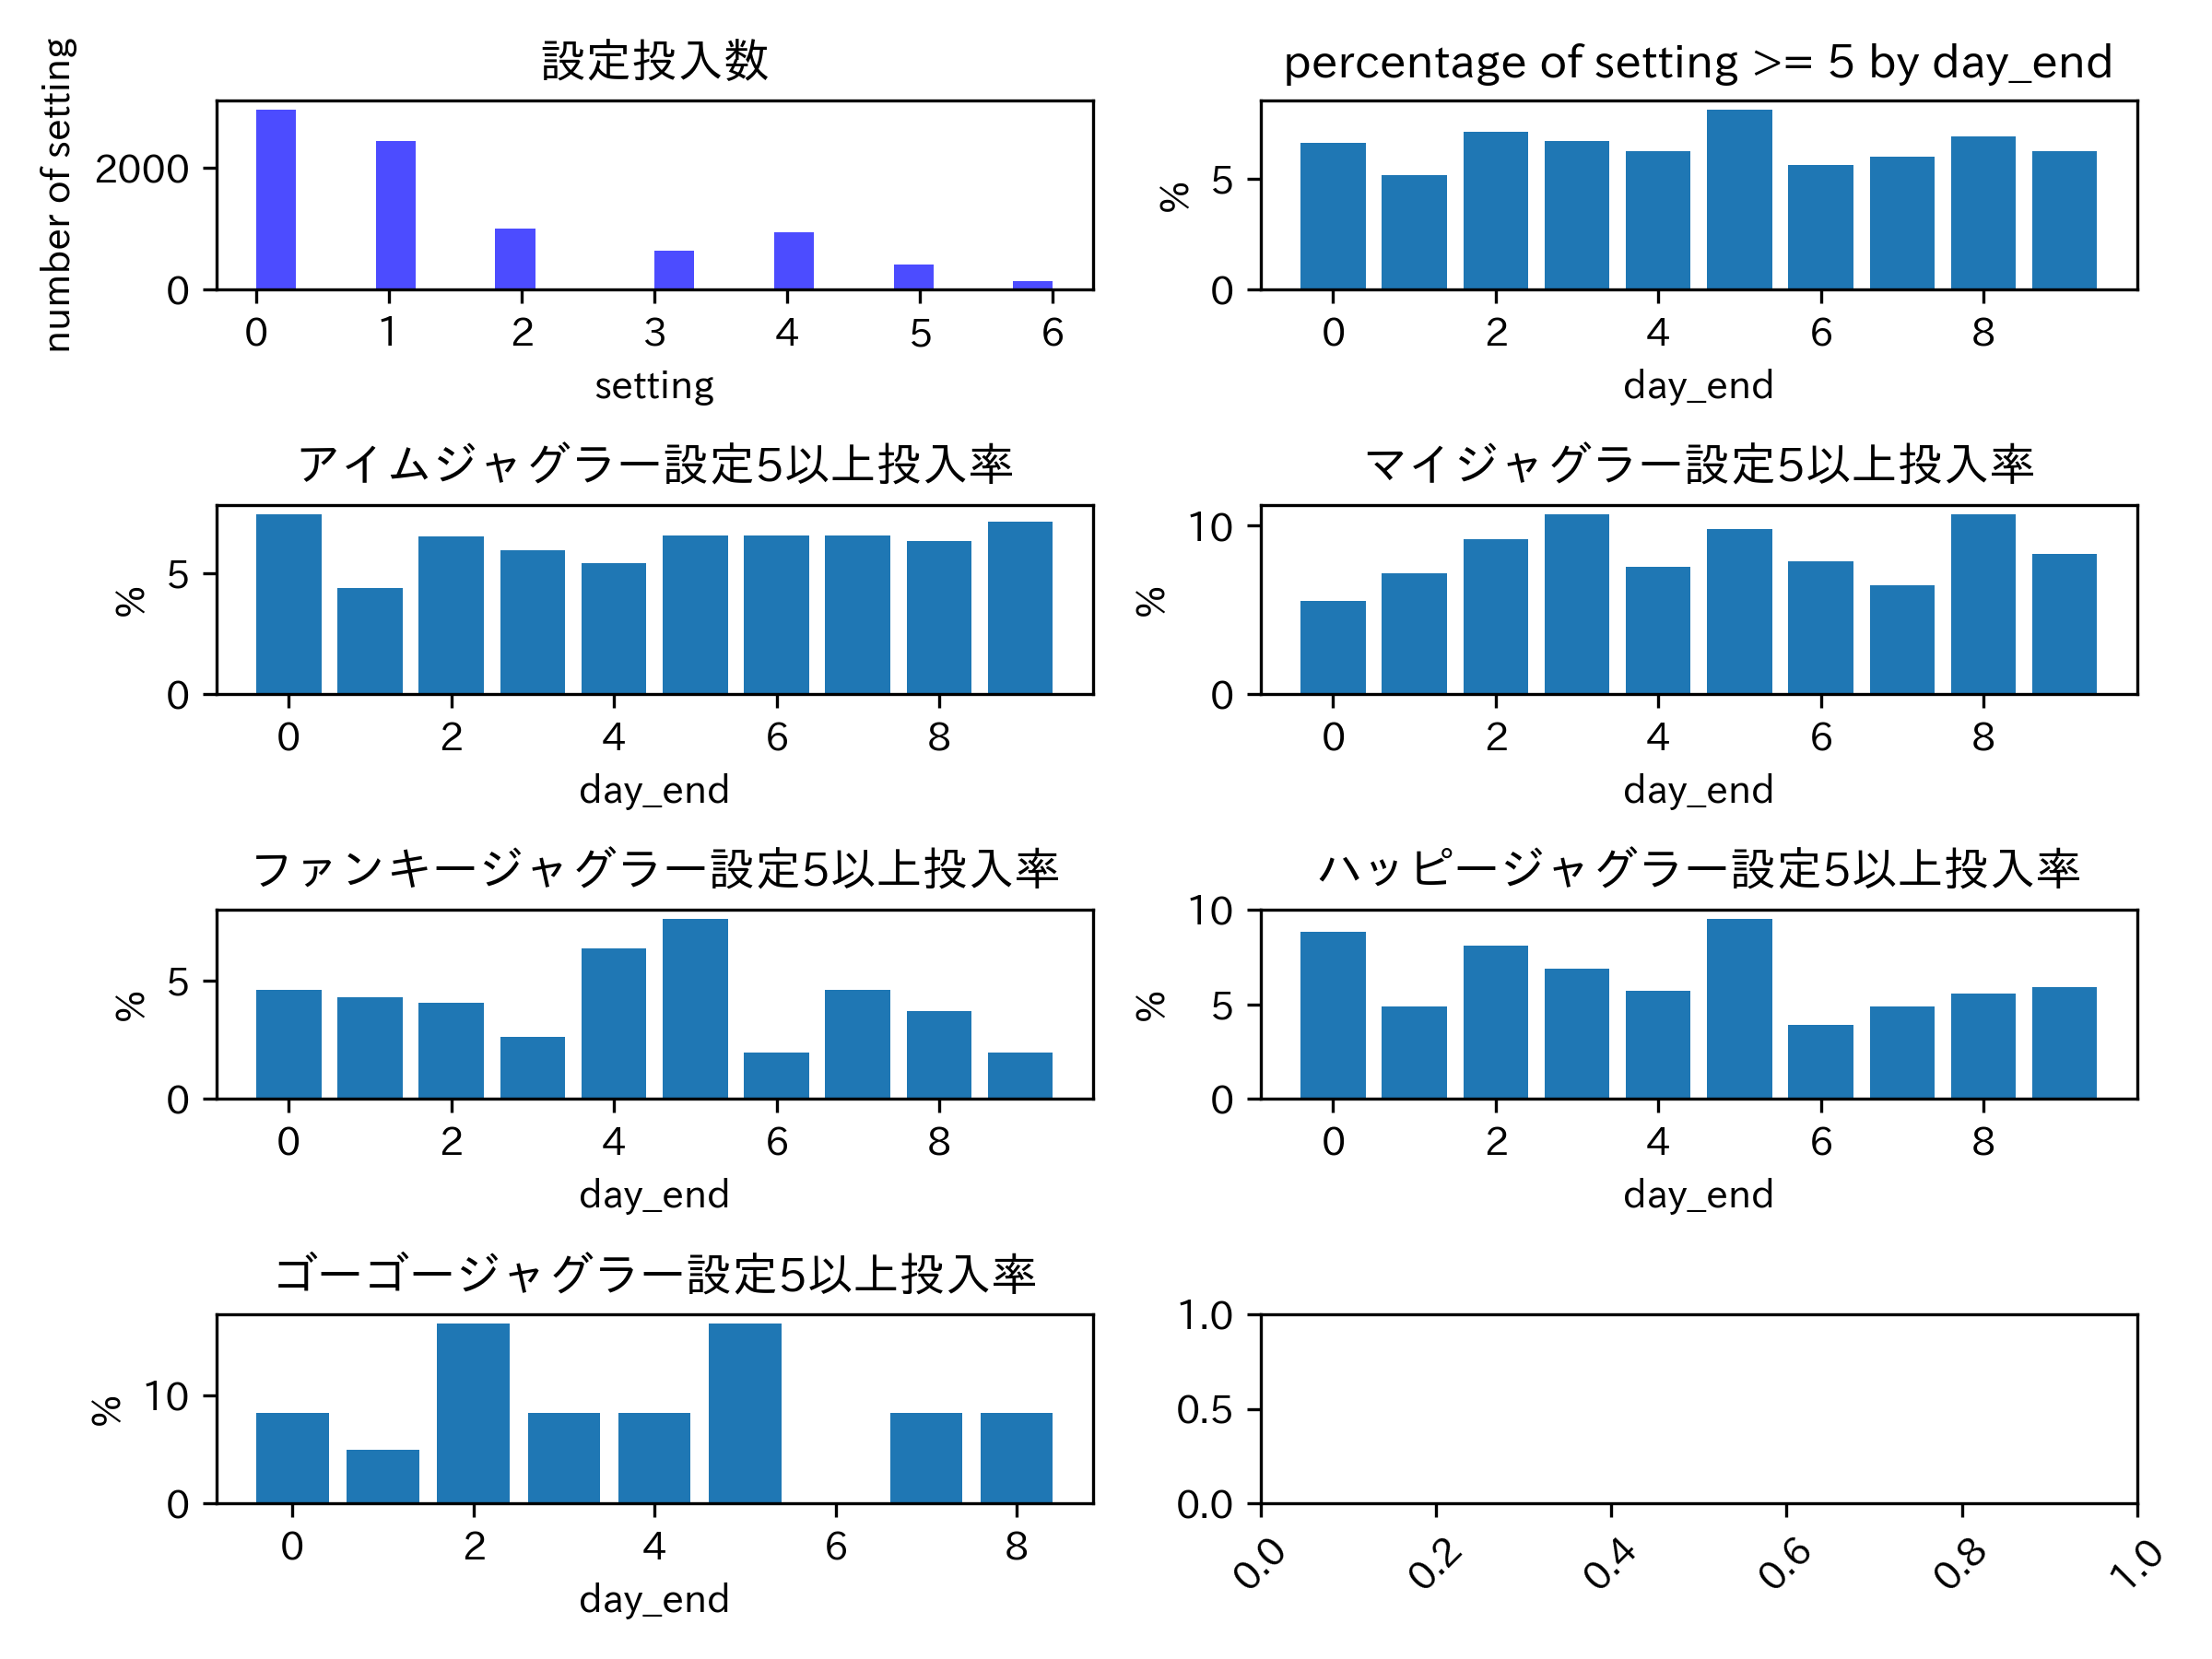 設定投入数
number of setting
2000
0
0 1 2 3 4 5 6
setting
percentage of setting >= 5 by day_end
%
5
0
0 2 4 6 8
day_end
アイムジャグラー設定5以上投入率
%
5
0
0 2 4 6 8
day_end
マイジャグラー設定5以上投入率
%
10
0
0 2 4 6 8
day_end
ファンキージャグラー設定5以上投入率
%
5
0
0 2 4 6 8
day_end
ハッピージャグラー設定5以上投入率
%
10
5
0
0 2 4 6 8
day_end
ゴーゴージャグラー設定5以上投入率
%
10
0
0 2 4 6 8
day_end
1.0
0.5
0.0
0.0 0.2 0.4 0.6 0.8 1.0